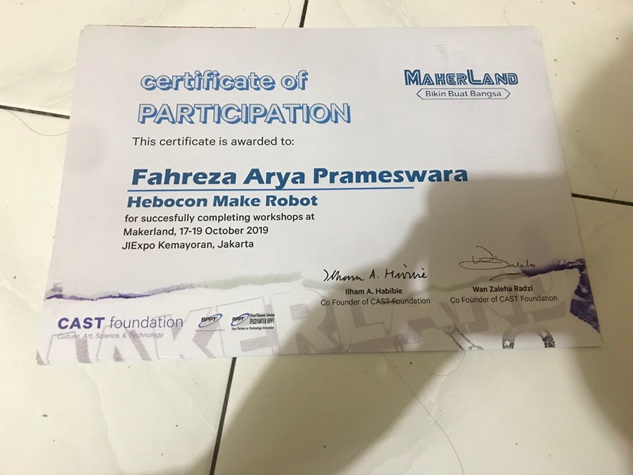 certificate of
PARTICIPATION
MAKERLAND
Bikin Buat Bangsa
This certificate is awarded to:
Fahreza Arya Prameswara
Hebocon Make Robot
for succesfully completing workshops at
Makerland, 17-19 October 2019
JIExpo Kemayoran, Jakarta
Ilham A. Habibie
Co Founder of CAST Foundation
Wan Zaleha Radzi
Co Founder of CAST Foundation
CAST foundation
Culture, Art, Science, & Technology
BPPT
BPPT
MAKERLAND